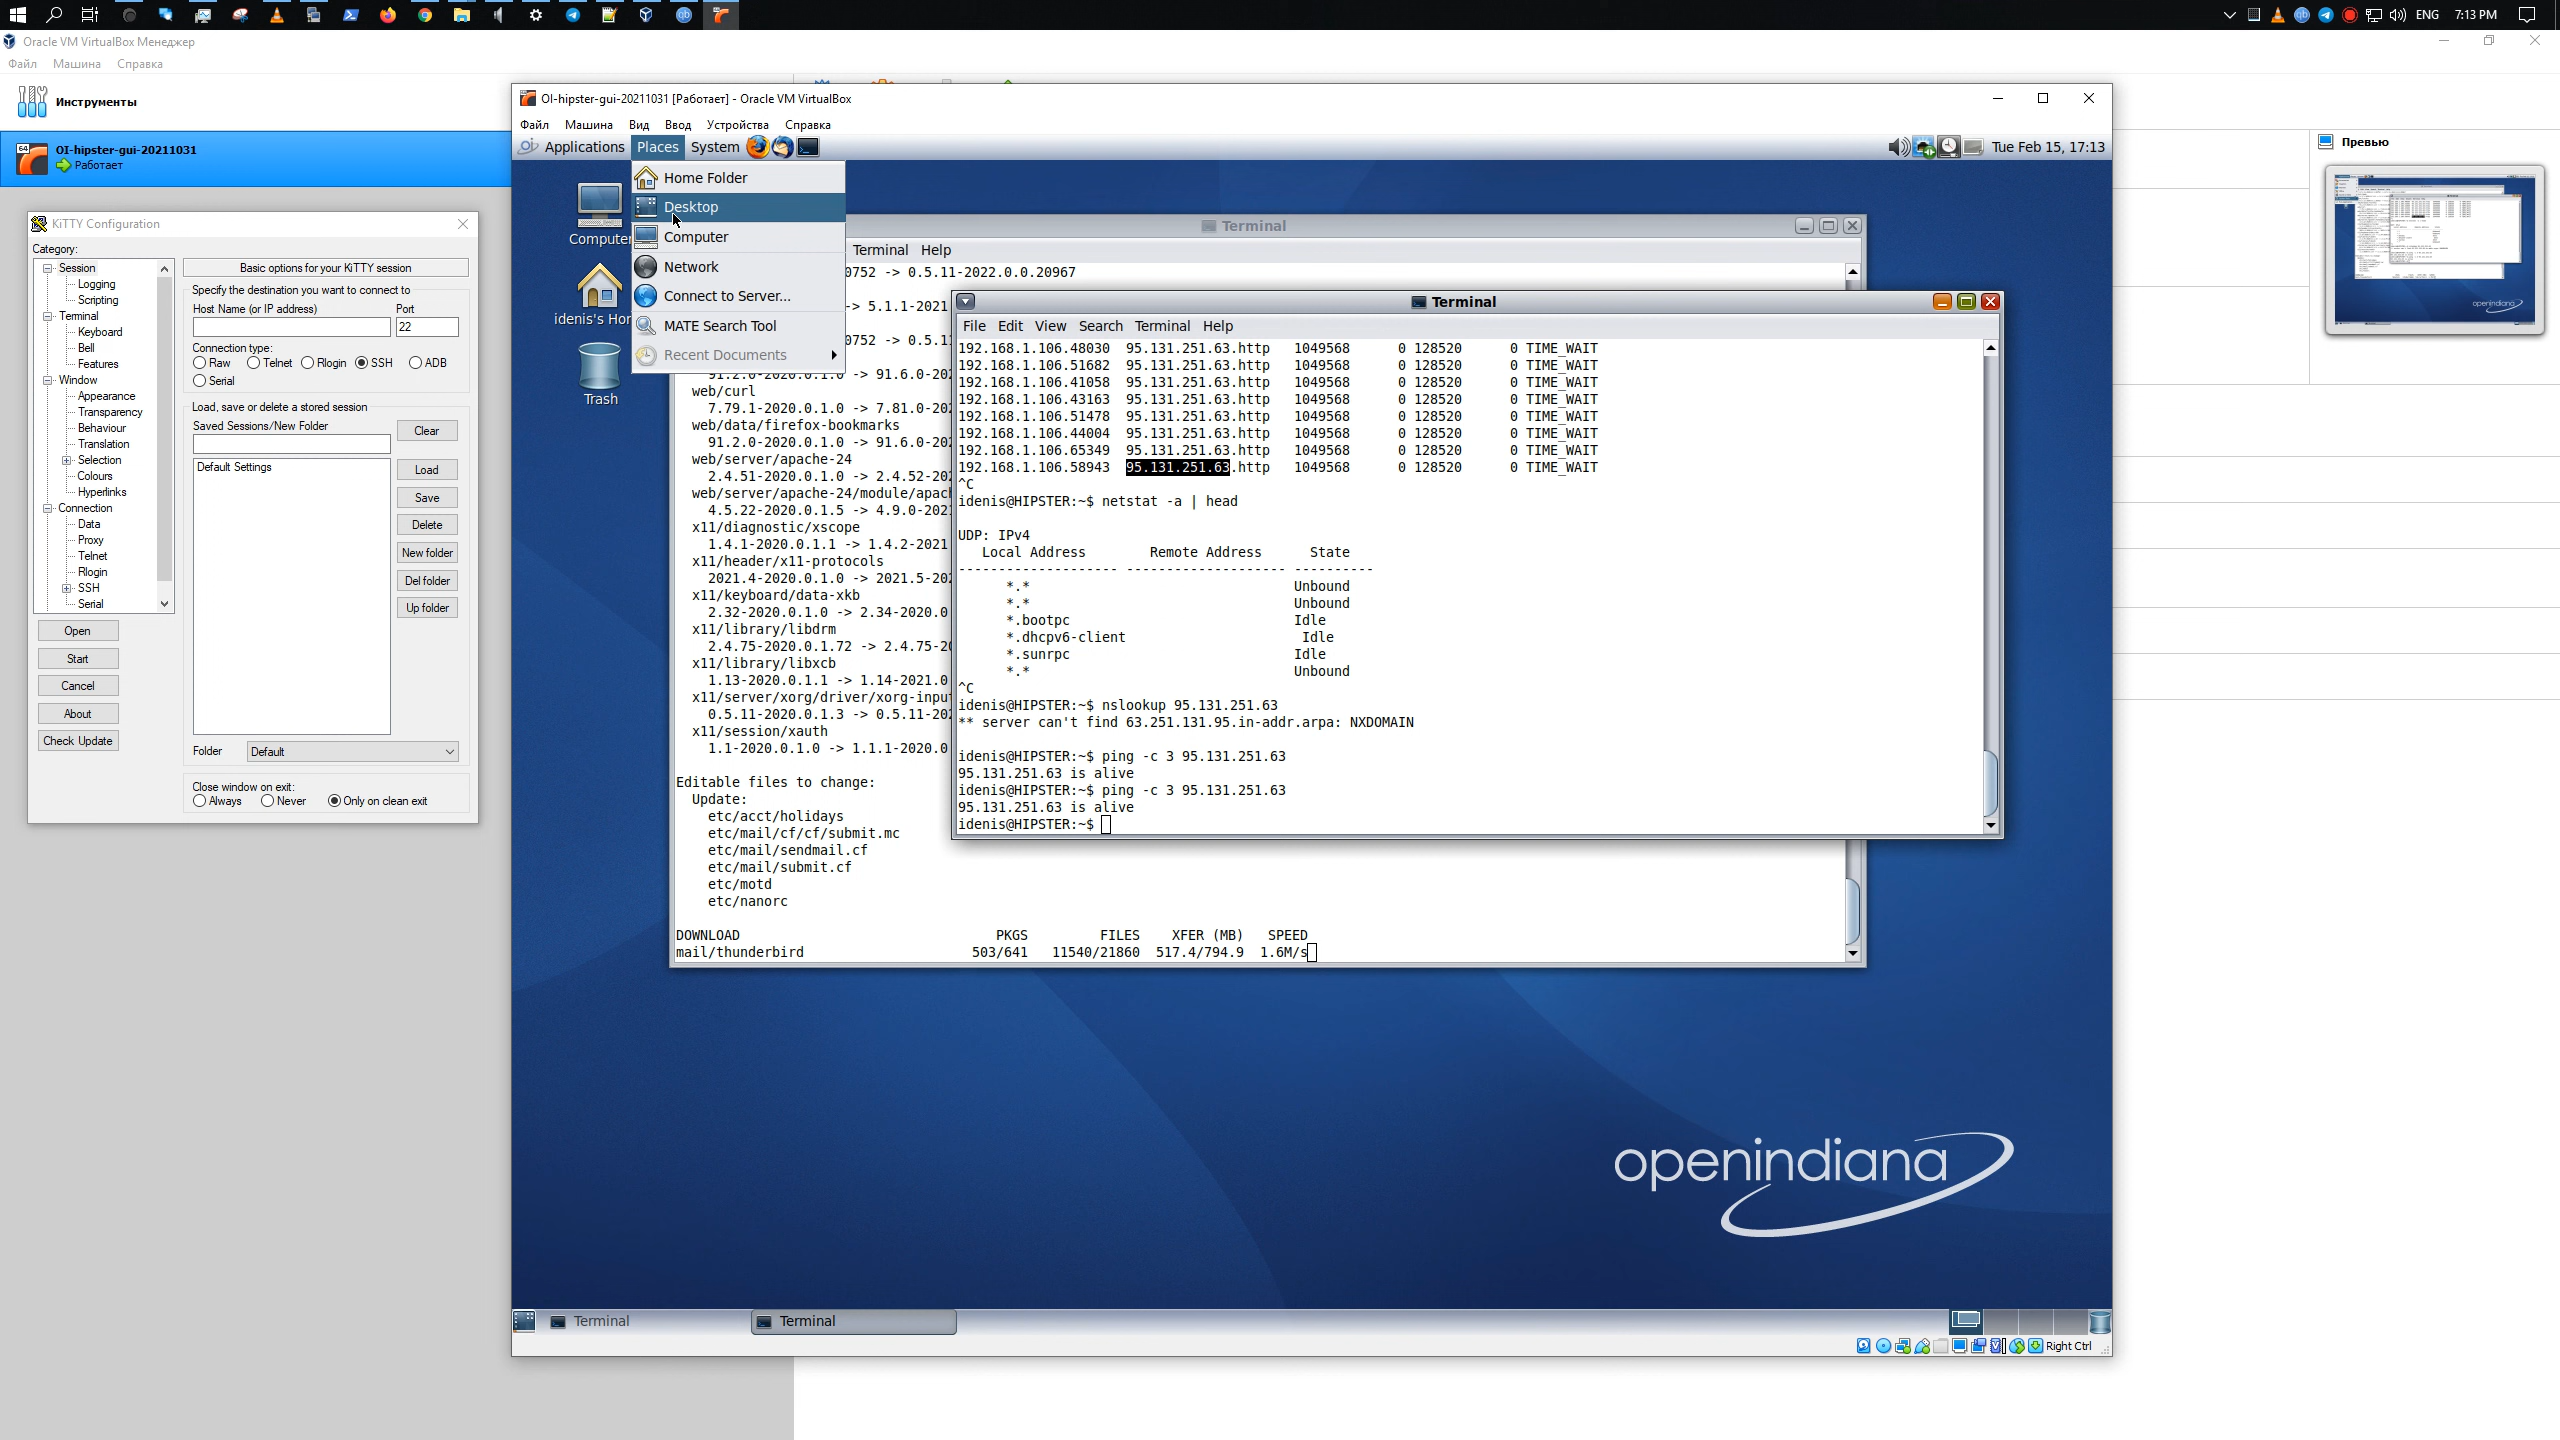 ENG 7:13 PM
Oracle VM VirtualBox Менеджер
Файл Машина Справка
Инструменты
64 OI-hipster-gui-20211031
Работает
Превью
KiTTY Configuration
Category:
Session
Logging
Scripting
Terminal
Keyboard
Bell
Features
Window
Appearance
Transparency
Behaviour
Translation
Selection
Colours
Hyperlinks
Connection
Data
Proxy
Telnet
Rlogin
SSH
Serial
Open
Start
Cancel
About
Check Update
Basic options for your KiTTY session
Specify the destination you want to connect to
Host Name (or IP address) Port
22
Connection type:
Raw Telnet Rlogin SSH ADB
Serial
Load, save or delete a stored session
Saved Sessions/New Folder
Default Settings
Clear
Load
Save
Delete
New folder
Del folder
Up folder
Folder Default
Close window on exit:
Always Never Only on clean exit
OI-hipster-gui-20211031 [Работает] - Oracle VM VirtualBox
Файл Машина Вид Ввод Устройства Справка
Applications Places System
Tue Feb 15, 17:13
Home Folder
Desktop
Computer
Network
Connect to Server...
MATE Search Tool
Recent Documents
Computer
idenis's Hor
Trash
Terminal
Terminal Help
0752 -> 0.5.11-2022.0.0.20967
-> 5.1.1-2021
0752 -> 0.5.1
91.2.0-2020.0.1.0 -> 91.6.0-202
web/curl
7.79.1-2020.0.1.0 -> 7.81.0-202
web/data/firefox-bookmarks
91.2.0-2020.0.1.0 -> 91.6.0-202
web/server/apache-24
2.4.51-2020.0.1.0 -> 2.4.52-202
web/server/apache-24/module/apach
4.5.22-2020.0.1.5 -> 4.9.0-2021
x11/diagnostic/xscope
1.4.1-2020.0.1.1 -> 1.4.2-2021
x11/header/x11-protocols
2021.4-2020.0.1.0 -> 2021.5-202
x11/keyboard/data-xkb
2.32-2020.0.1.0 -> 2.34-2020.0
x11/library/libdrm
2.4.75-2020.0.1.72 -> 2.4.75-20
x11/library/libxcb
1.13-2020.0.1.1 -> 1.14-2021.0
x11/server/xorg/driver/xorg-input
0.5.11-2020.0.1.3 -> 0.5.11-202
x11/session/xauth
1.1-2020.0.1.0 -> 1.1.1-2020.0
Editable files to change:
Update:
etc/acct/holidays
etc/mail/cf/cf/submit.mc
etc/mail/sendmail.cf
etc/mail/submit.cf
etc/motd
etc/nanorc
DOWNLOAD PKGS FILES XFER (MB) SPEED
mail/thunderbird 503/641 11540/21860 517.4/794.9 1.6M/s
Terminal
File Edit View Search Terminal Help
192.168.1.106.48030 95.131.251.63.http 1049568 0 128520 0 TIME_WAIT
192.168.1.106.51682 95.131.251.63.http 1049568 0 128520 0 TIME_WAIT
192.168.1.106.41058 95.131.251.63.http 1049568 0 128520 0 TIME_WAIT
192.168.1.106.43163 95.131.251.63.http 1049568 0 128520 0 TIME_WAIT
192.168.1.106.51478 95.131.251.63.http 1049568 0 128520 0 TIME_WAIT
192.168.1.106.44004 95.131.251.63.http 1049568 0 128520 0 TIME_WAIT
192.168.1.106.65349 95.131.251.63.http 1049568 0 128520 0 TIME_WAIT
192.168.1.106.58943 95.131.251.63.http 1049568 0 128520 0 TIME_WAIT
^C
idenis@HIPSTER:~$ netstat -a | head
UDP: IPv4
Local Address Remote Address State
-------------------- -------------------- ----------
*.* Unbound
*.* Unbound
*.bootpc Idle
*.dhcpv6-client Idle
*.sunrpc Idle
*.* Unbound
^C
idenis@HIPSTER:~$ nslookup 95.131.251.63
** server can't find 63.251.131.95.in-addr.arpa: NXDOMAIN
idenis@HIPSTER:~$ ping -c 3 95.131.251.63
95.131.251.63 is alive
idenis@HIPSTER:~$ ping -c 3 95.131.251.63
95.131.251.63 is alive
idenis@HIPSTER:~$
openindiana
Terminal Terminal
Right Ctrl